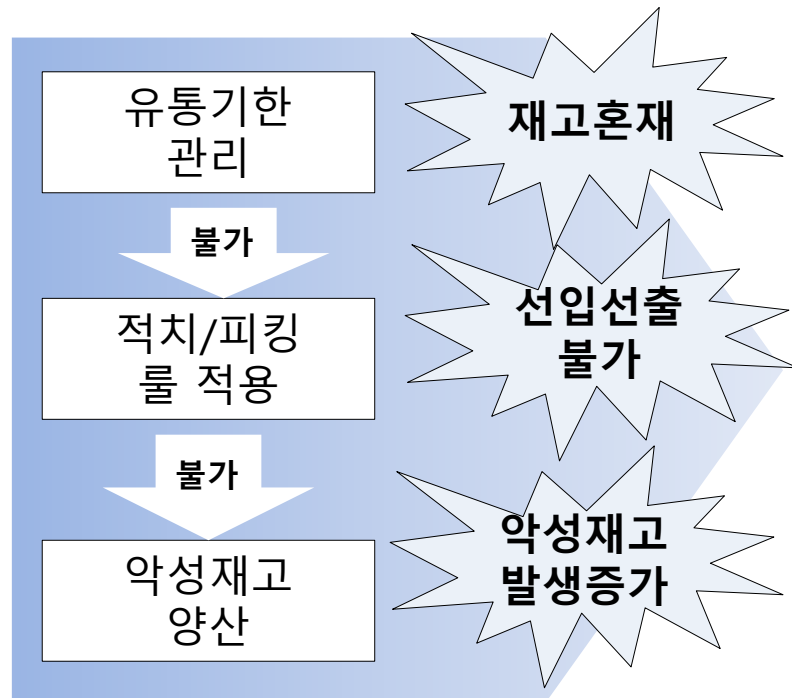 유통기한
관리
재고혼재
불가
적치/피킹
룰 적용
선입선출
불가
불가
악성재고
양산
악성재고
발생증가